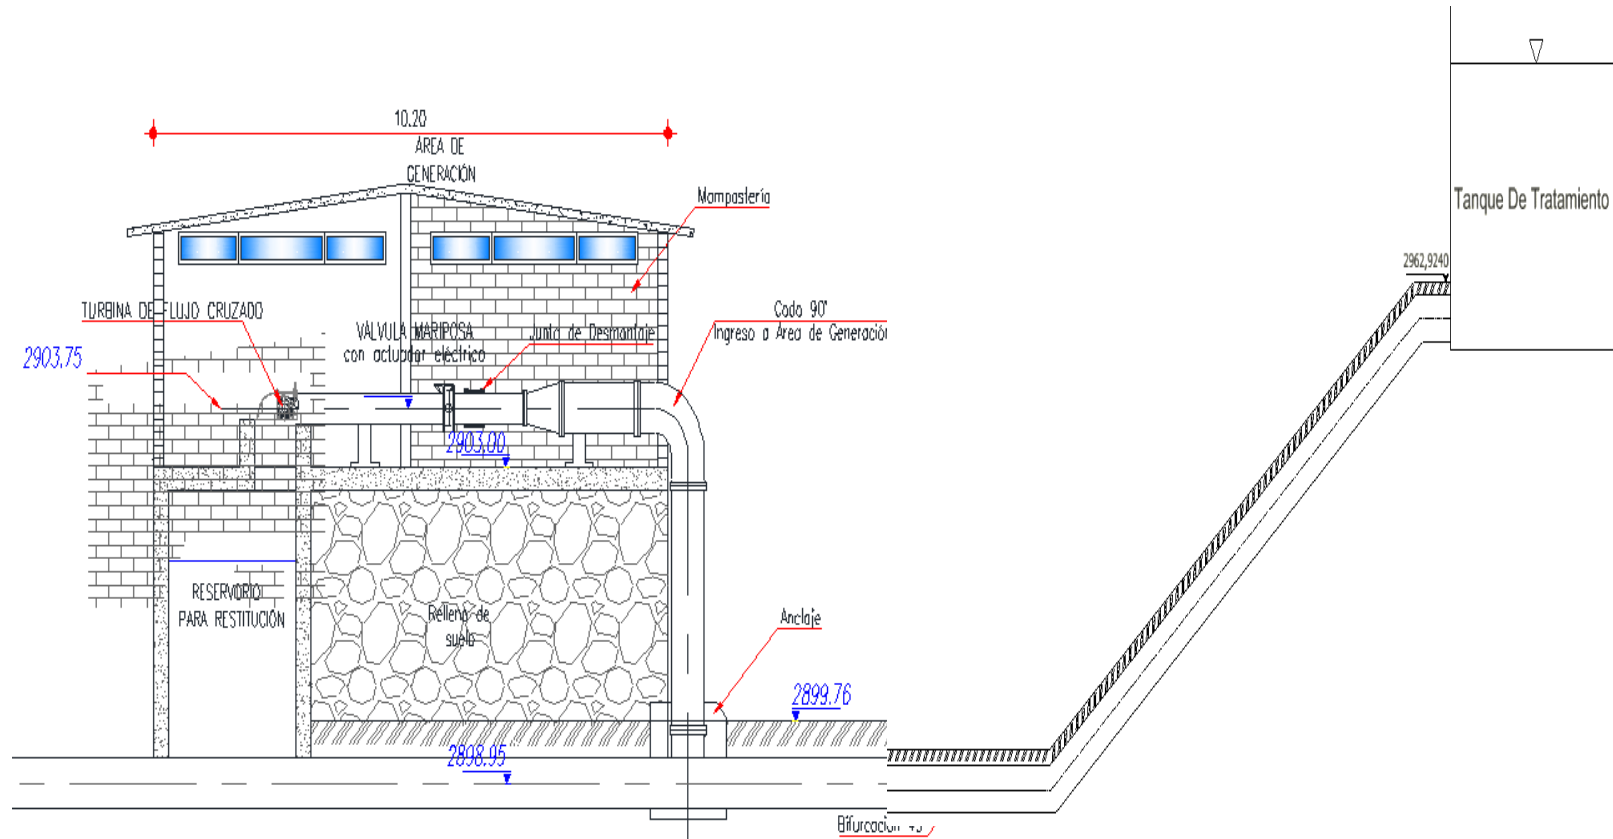 10.20
ÁREA DE
GENERACIÓN
Mampostería
Tanque De Tratamiento
2962,9240
TURBINA DE FLUJO CRUZADO
VÁLVULA MARIPOSA
con actuador eléctrico
Junta de Desmontaje
Codo 90°
Ingreso a Área de Generación
2903.75
2903.00
RESERVORIO
PARA RESTITUCIÓN
Relleno de
suelo
Anclaje
2899.76
2898.95
Bifurcación 45°